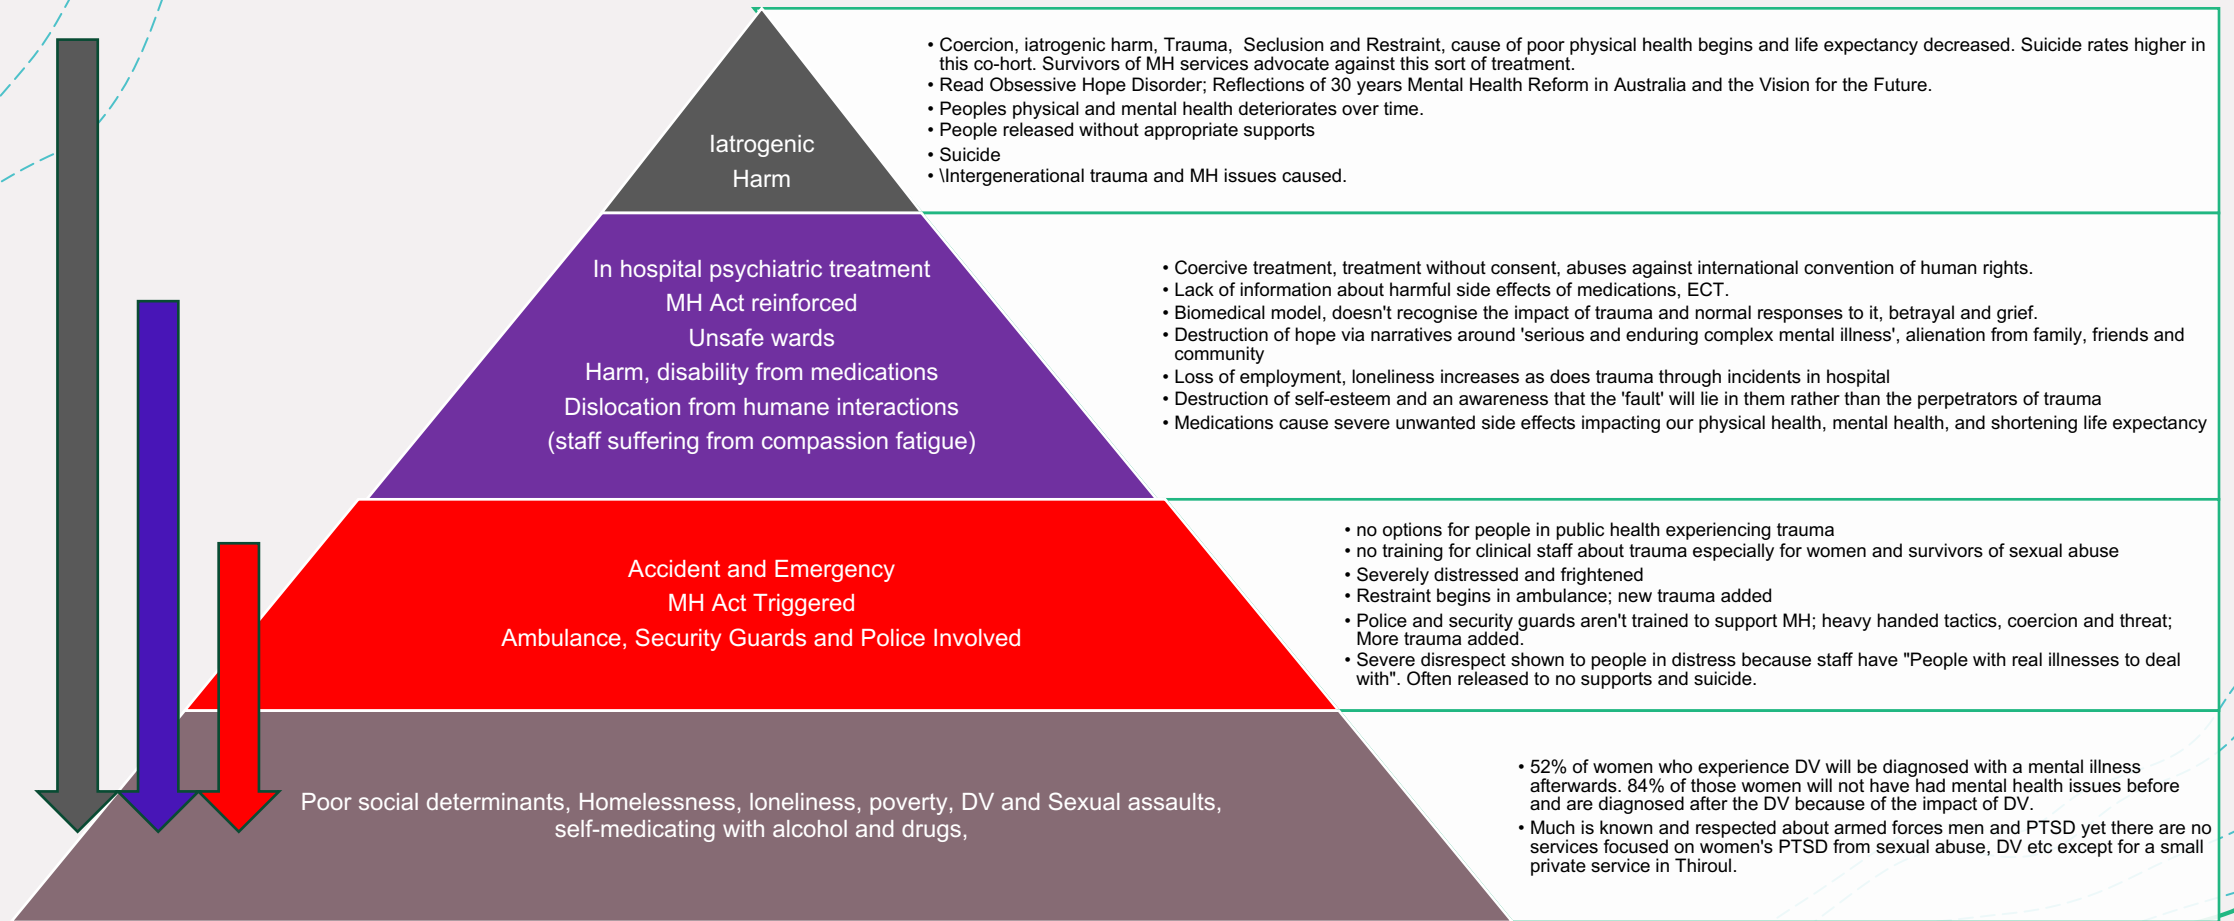 • Coercion, iatrogenic harm, Trauma,  Seclusion and Restraint, cause of poor physical health begins and life expectancy decreased. Suicide rates higher in
this co-hort. Survivors of MH services advocate against this sort of treatment.
• Read Obsessive Hope Disorder; Reflections of 30 years Mental Health Reform in Australia and the Vision for the Future.
• Peoples physical and mental health deteriorates over time.
• People released without appropriate supports
• Suicide
• \Intergenerational trauma and MH issues caused.
Iatrogenic
Harm
In hospital psychiatric treatment
MH Act reinforced
Unsafe wards
Harm, disability from medications
Dislocation from humane interactions
(staff suffering from compassion fatigue)
• Coercive treatment, treatment without consent, abuses against international convention of human rights.
• Lack of information about harmful side effects of medications, ECT.
• Biomedical model, doesn't recognise the impact of trauma and normal responses to it, betrayal and grief.
• Destruction of hope via narratives around 'serious and enduring complex mental illness', alienation from family, friends and
community
• Loss of employment, loneliness increases as does trauma through incidents in hospital
• Destruction of self-esteem and an awareness that the 'fault' will lie in them rather than the perpetrators of trauma
• Medications cause severe unwanted side effects impacting our physical health, mental health, and shortening life expectancy
Accident and Emergency
MH Act Triggered
Ambulance, Security Guards and Police Involved
• no options for people in public health experiencing trauma
• no training for clinical staff about trauma especially for women and survivors of sexual abuse
• Severely distressed and frightened
• Restraint begins in ambulance; new trauma added
• Police and security guards aren't trained to support MH; heavy handed tactics, coercion and threat;
More trauma added.
• Severe disrespect shown to people in distress because staff have "People with real illnesses to deal
with". Often released to no supports and suicide.
Poor social determinants, Homelessness, loneliness, poverty, DV and Sexual assaults,
self-medicating with alcohol and drugs,
• 52% of women who experience DV will be diagnosed with a mental illness
afterwards. 84% of those women will not have had mental health issues before
and are diagnosed after the DV because of the impact of DV.
• Much is known and respected about armed forces men and PTSD yet there are no
services focused on women's PTSD from sexual abuse, DV etc except for a small
private service in Thiroul.